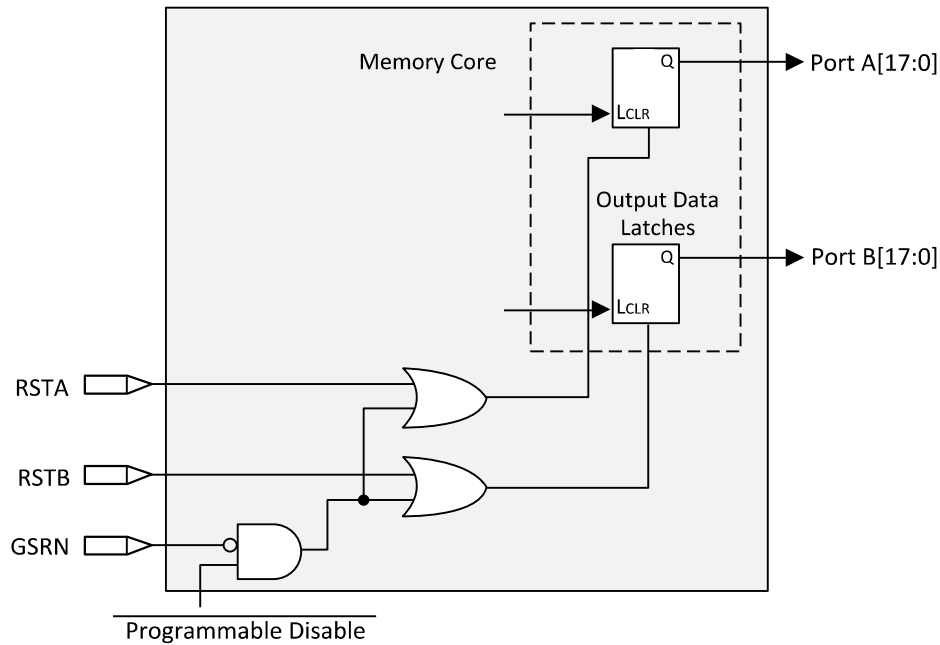 Memory Core
Q
Port A[17:0]
LCLR
Output Data
Latches
Q
Port B[17:0]
LCLR
RSTA
RSTB
GSRN
Programmable Disable